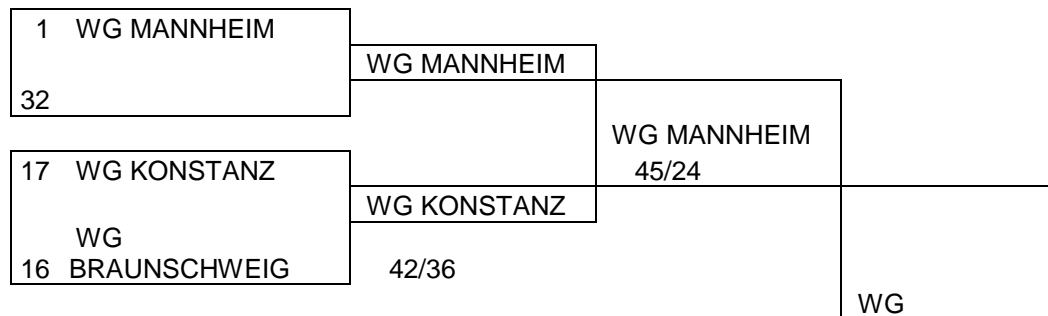 1 WG MANNHEIM
WG MANNHEIM
32
WG MANNHEIM
17 WG KONSTANZ
45/24
WG KONSTANZ
WG
16 BRAUNSCHWEIG 42/36
WG